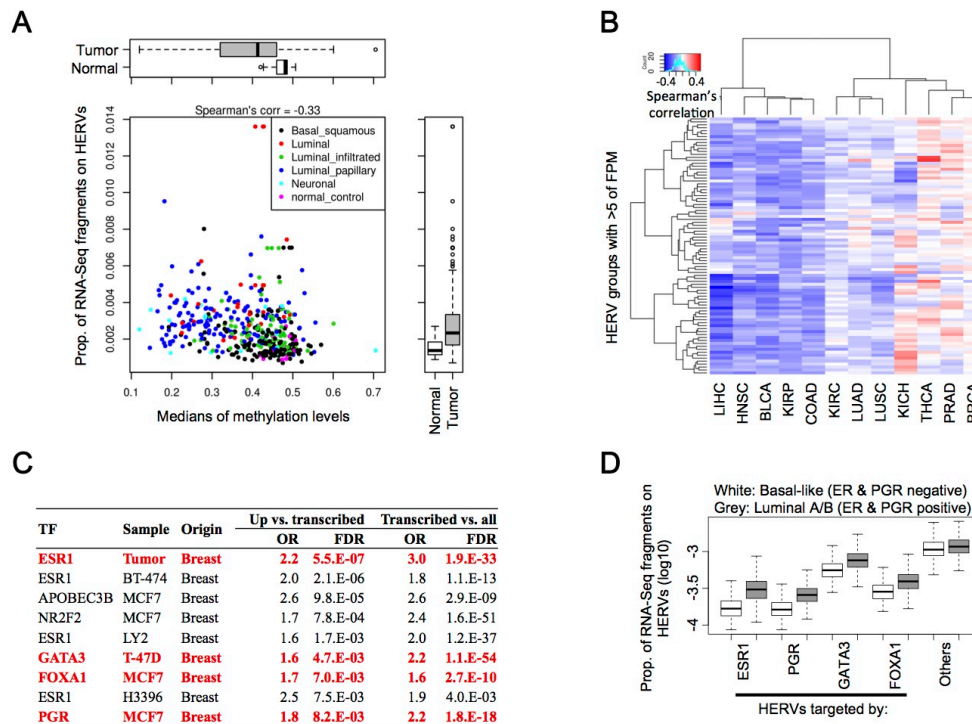 A
Tumor
Normal
Spearman's corr = -0.33
Prop. of RNA-Seq fragments on HERVs
0.014
0.012
0.010
0.008
0.006
0.004
0.002
Basal_squamous
Luminal
Luminal_infiltrated
Luminal_papillary
Neuronal
normal_control
0.1 0.2 0.3 0.4 0.5 0.6 0.7
Medians of methylation levels
Normal
Tumor
B
Count
0 10 20
-0.4 0 0.4
Spearman's
correlation
HERV groups with >5 of FPM
LIHC
HNSC
BLCA
KIRP
COAD
KIRC
LUAD
LUSC
KICH
THCA
PRAD
BRCA
C
TF Sample Origin Up vs. transcribed Transcribed vs. all
OR FDR OR FDR
ESR1 Tumor Breast 2.2 5.5.E-07 3.0 1.9.E-33
ESR1 BT-474 Breast 2.0 2.1.E-06 1.8 1.1.E-13
APOBEC3B MCF7 Breast 2.6 9.8.E-05 2.6 2.9.E-09
NR2F2 MCF7 Breast 1.7 7.8.E-04 2.4 1.6.E-51
ESR1 LY2 Breast 1.6 1.7.E-03 2.0 1.2.E-37
GATA3 T-47D Breast 1.6 4.7.E-03 2.2 1.1.E-54
FOXA1 MCF7 Breast 1.7 7.0.E-03 1.6 2.7.E-10
ESR1 H3396 Breast 2.5 7.5.E-03 1.9 4.0.E-03
PGR MCF7 Breast 1.8 8.2.E-03 2.2 1.8.E-18
D
White: Basal-like (ER & PGR negative)
Grey: Luminal A/B (ER & PGR positive)
Prop. of RNA-Seq fragments on
HERVs (log10)
-3
-3.5
-4
ESR1
PGR
GATA3
FOXA1
Others
HERVs targeted by: